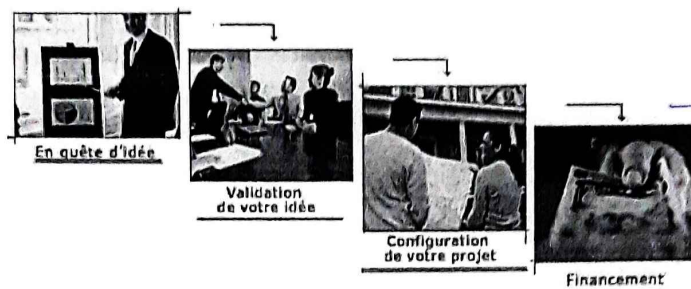 En quête d'idée
Validation
de votre idée
Configuration
de votre projet
Financement